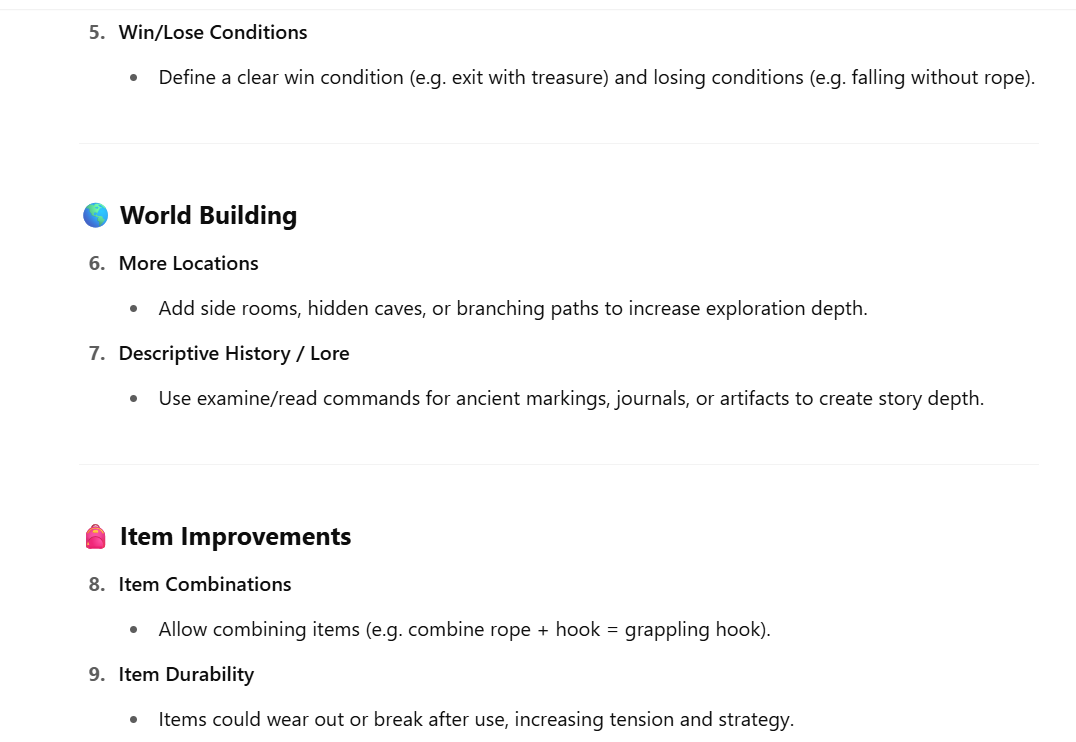 5. Win/Lose Conditions
• Define a clear win condition (e.g. exit with treasure) and losing conditions (e.g. falling without rope).
🌎 World Building
6. More Locations
• Add side rooms, hidden caves, or branching paths to increase exploration depth.
7. Descriptive History / Lore
• Use examine/read commands for ancient markings, journals, or artifacts to create story depth.
🎒 Item Improvements
8. Item Combinations
• Allow combining items (e.g. combine rope + hook = grappling hook).
9. Item Durability
• Items could wear out or break after use, increasing tension and strategy.